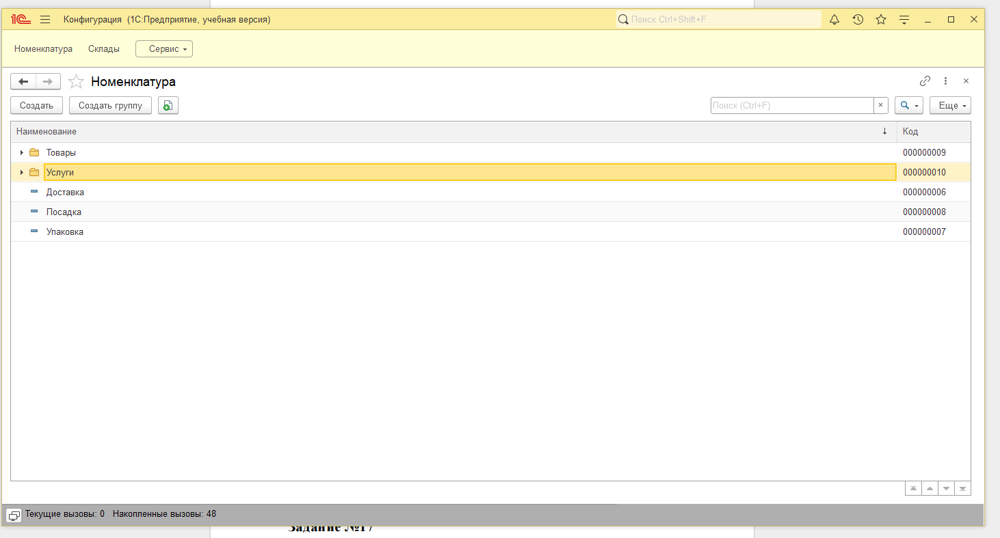 1С Конфигурация (1С:Предприятие, учебная версия) Поиск Ctrl+Shift+F
Номенклатура Склады Сервис
Номенклатура
Создать Создать группу Поиск (Ctrl+F) × Еще
Наименование ↓ Код
Товары 000000009
Услуги 000000010
Доставка 000000006
Посадка 000000008
Упаковка 000000007
Текущие вызовы: 0 Накопленные вызовы: 48
Задание №17